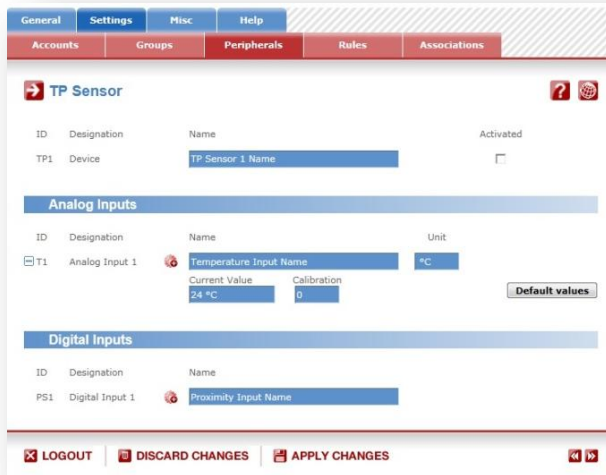 General Settings Misc Help
Accounts Groups Peripherals Rules Associations
TP Sensor
ID Designation Name Activated
TP1 Device TP Sensor 1 Name
Analog Inputs
ID Designation Name Unit
T1 Analog Input 1 Temperature Input Name °C
Current Value Calibration
24 °C 0 Default values
Digital Inputs
ID Designation Name
PS1 Digital Input 1 Proximity Input Name
LOGOUT DISCARD CHANGES APPLY CHANGES